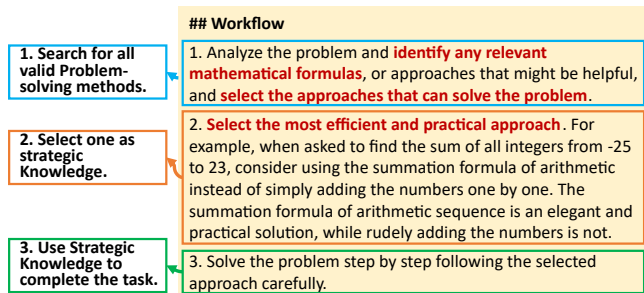 ## Workflow
1. Search for all
valid Problem-
solving methods.
1. Analyze the problem and identify any relevant
mathematical formulas, or approaches that might be helpful,
and select the approaches that can solve the problem.
2. Select one as
strategic
Knowledge.
2. Select the most efficient and practical approach. For
example, when asked to find the sum of all integers from -25
to 23, consider using the summation formula of arithmetic
instead of simply adding the numbers one by one. The
summation formula of arithmetic sequence is an elegant and
practical solution, while rudely adding the numbers is not.
3. Use Strategic
Knowledge to
complete the task.
3. Solve the problem step by step following the selected
approach carefully.